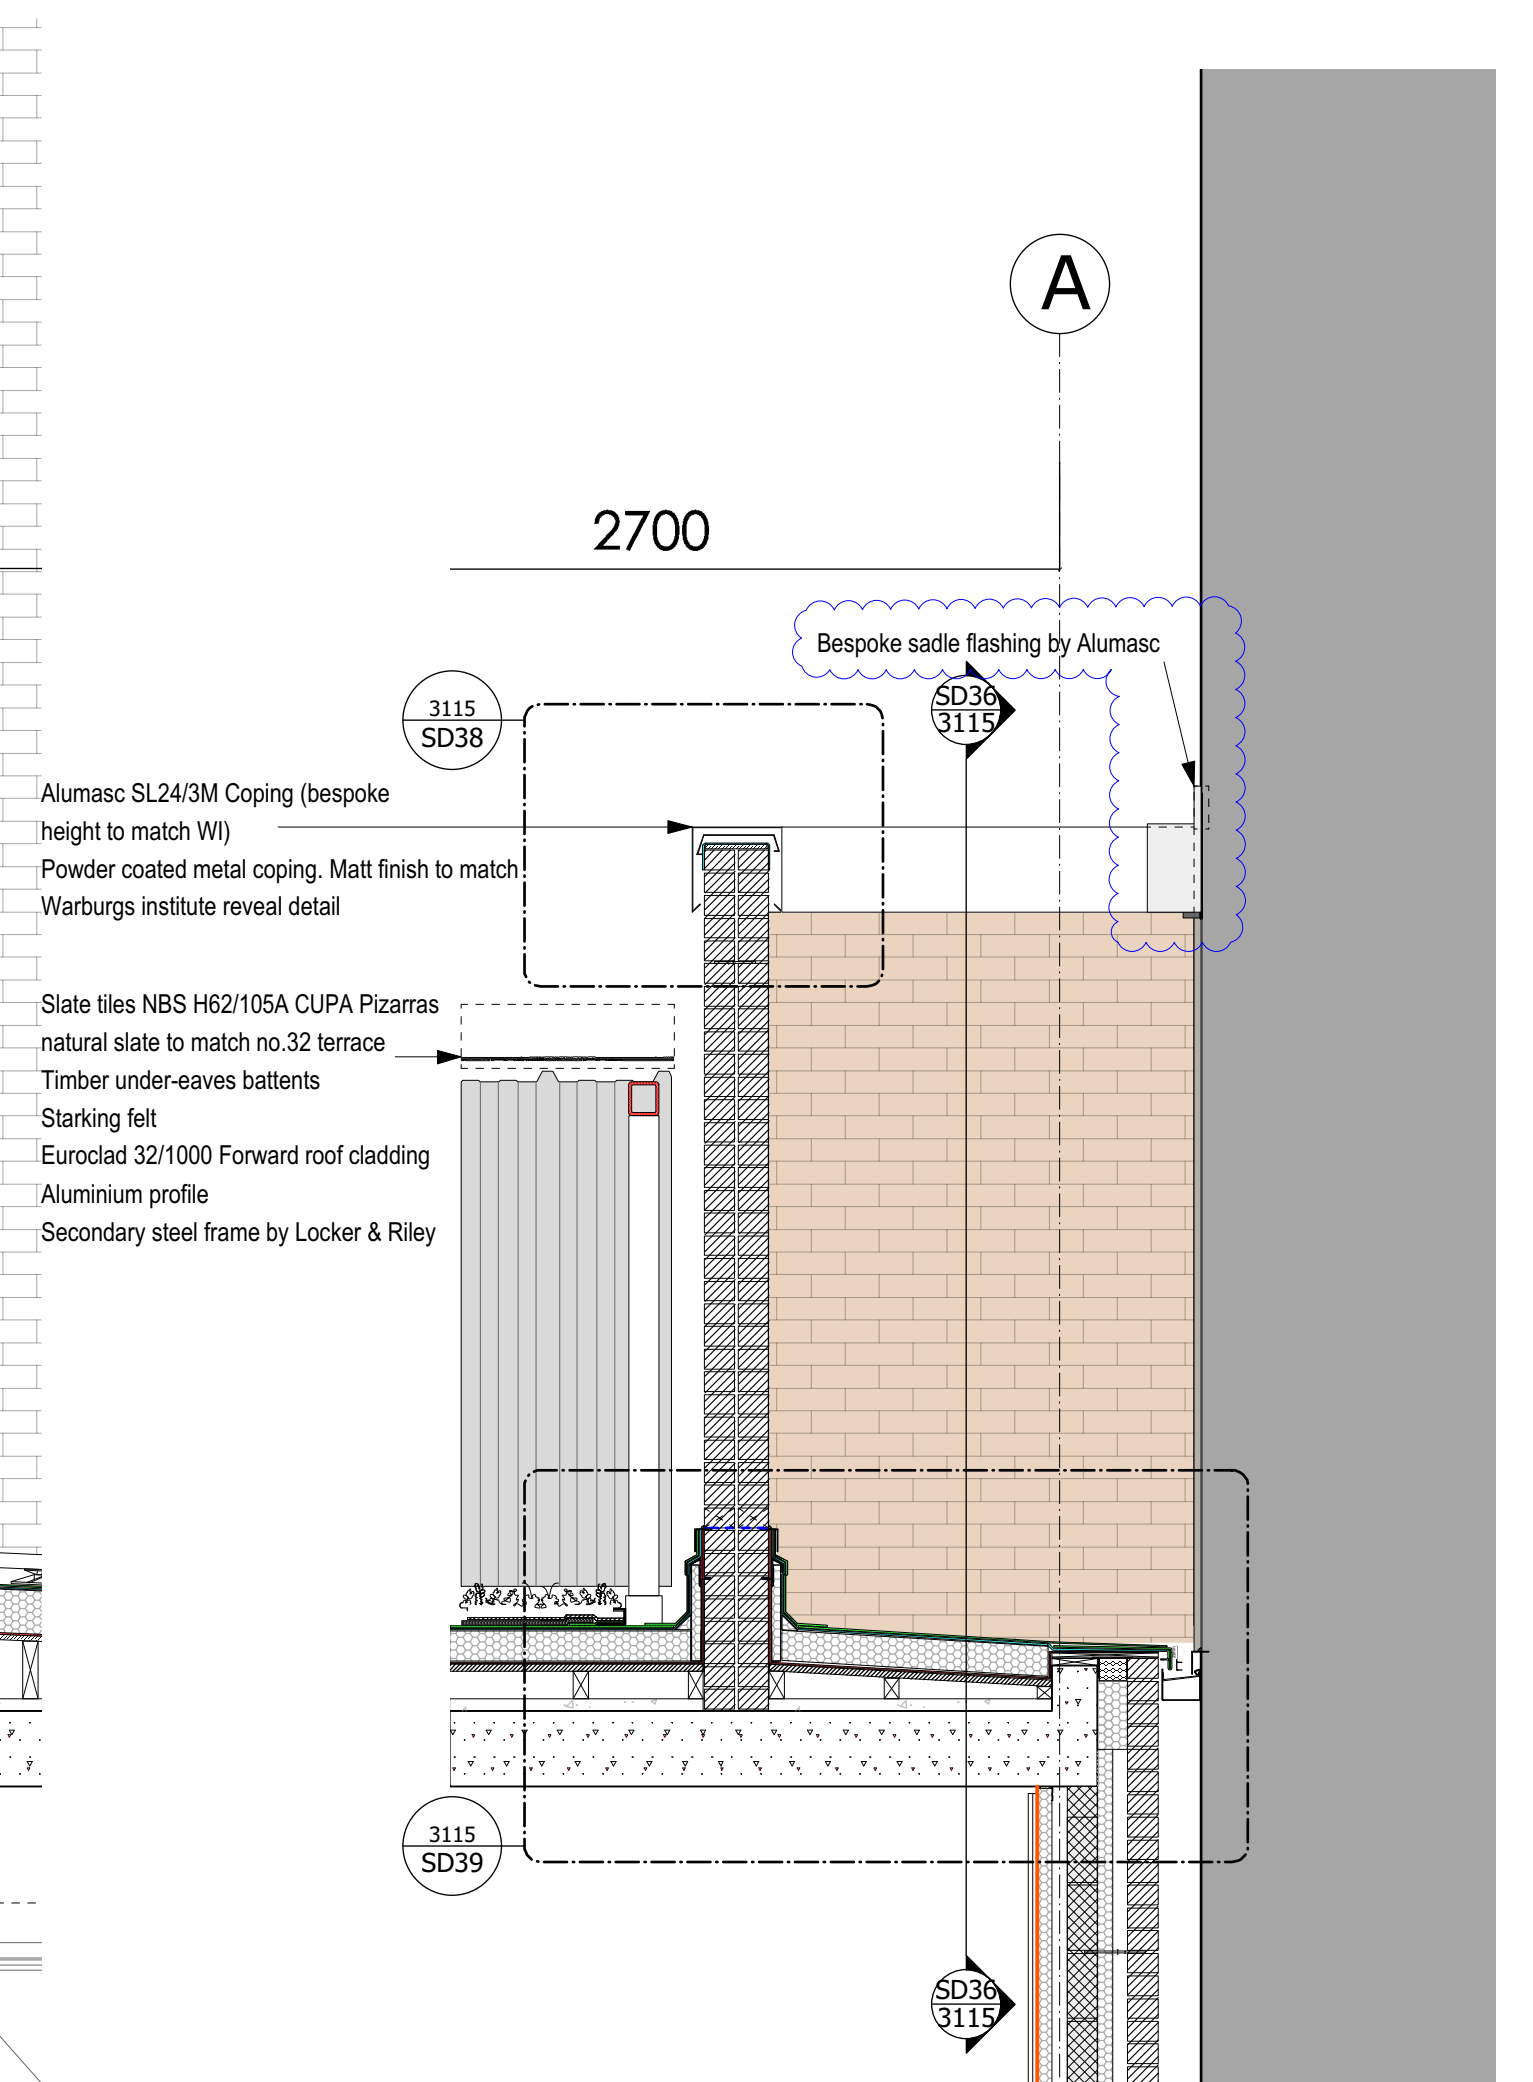 A
2700
Bespoke sadle flashing by Alumasc
SD36
3115
3115
SD38
Alumasc SL24/3M Coping (bespoke
height to match WI)
Powder coated metal coping. Matt finish to match
Warburgs institute reveal detail
Slate tiles NBS H62/105A CUPA Pizarras
natural slate to match no.32 terrace
Timber under-eaves battents
Starking felt
Euroclad 32/1000 Forward roof cladding
Aluminium profile
Secondary steel frame by Locker & Riley
3115
SD39
SD36
3115